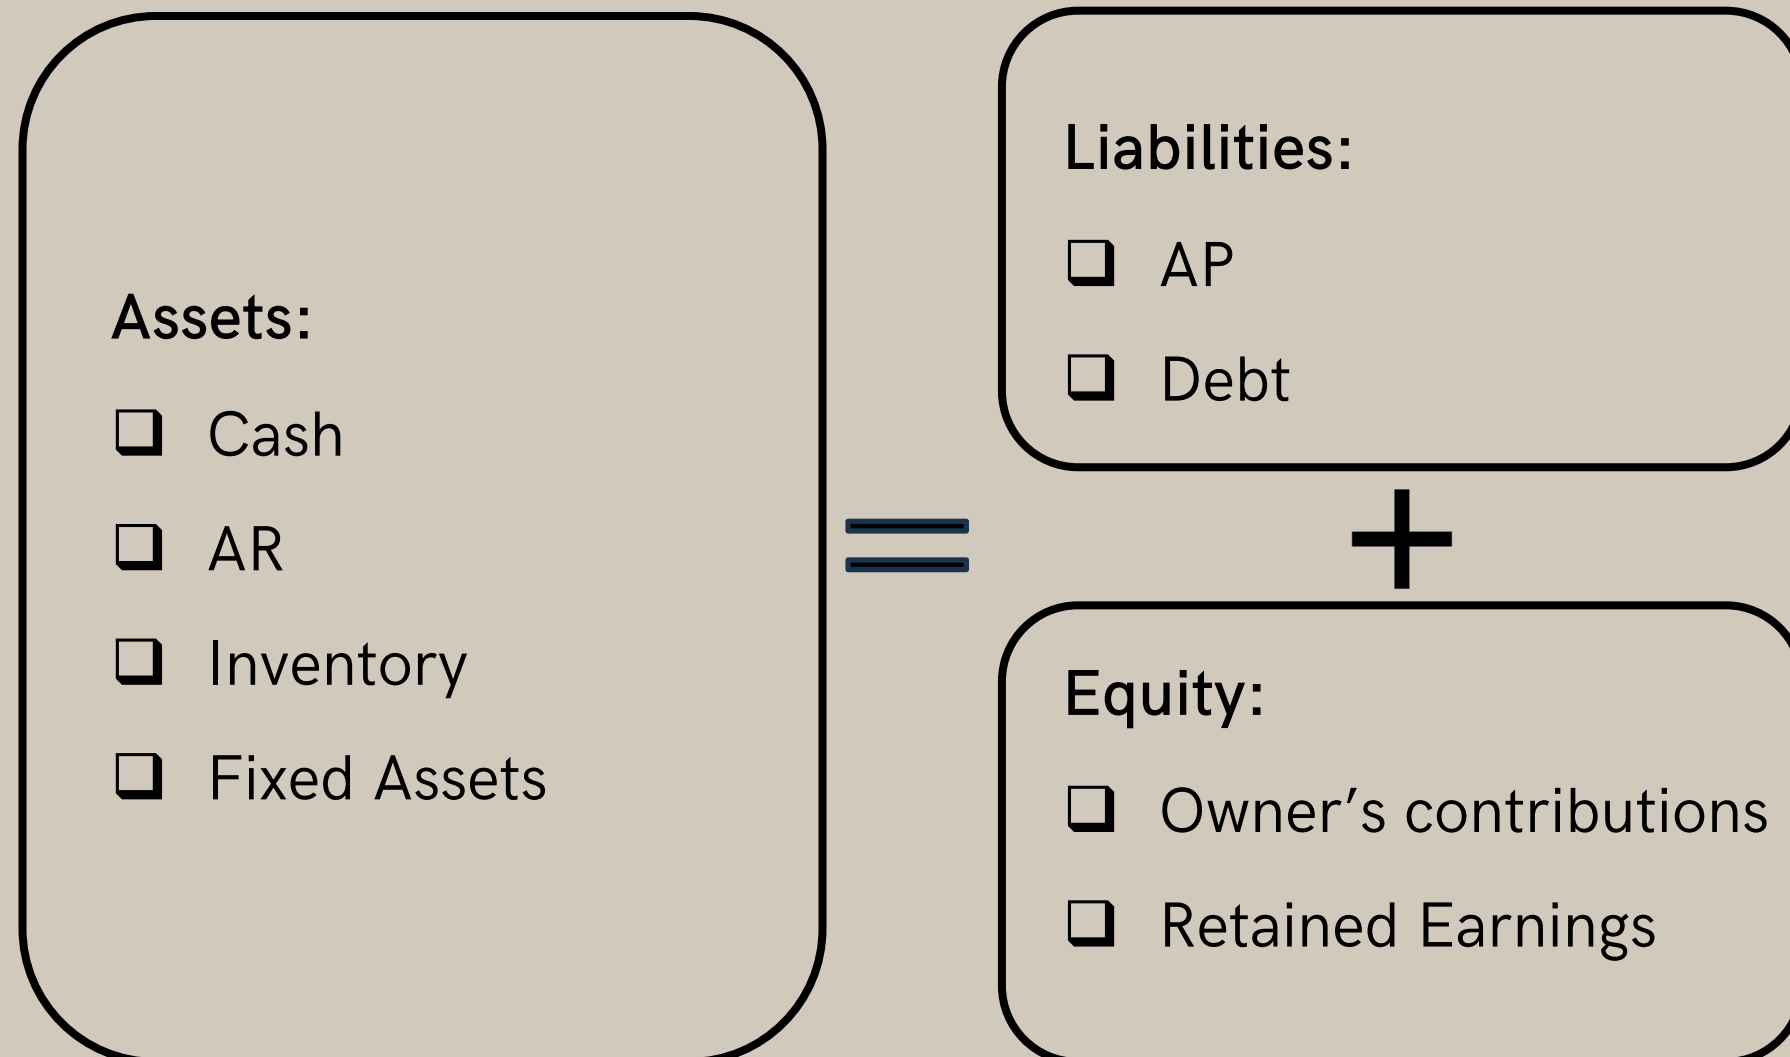 Assets:
❑ Cash
❑ AR
❑ Inventory
❑ Fixed Assets
=
Liabilities:
❑ AP
❑ Debt
+
Equity:
❑ Owner’s contributions
❑ Retained Earnings